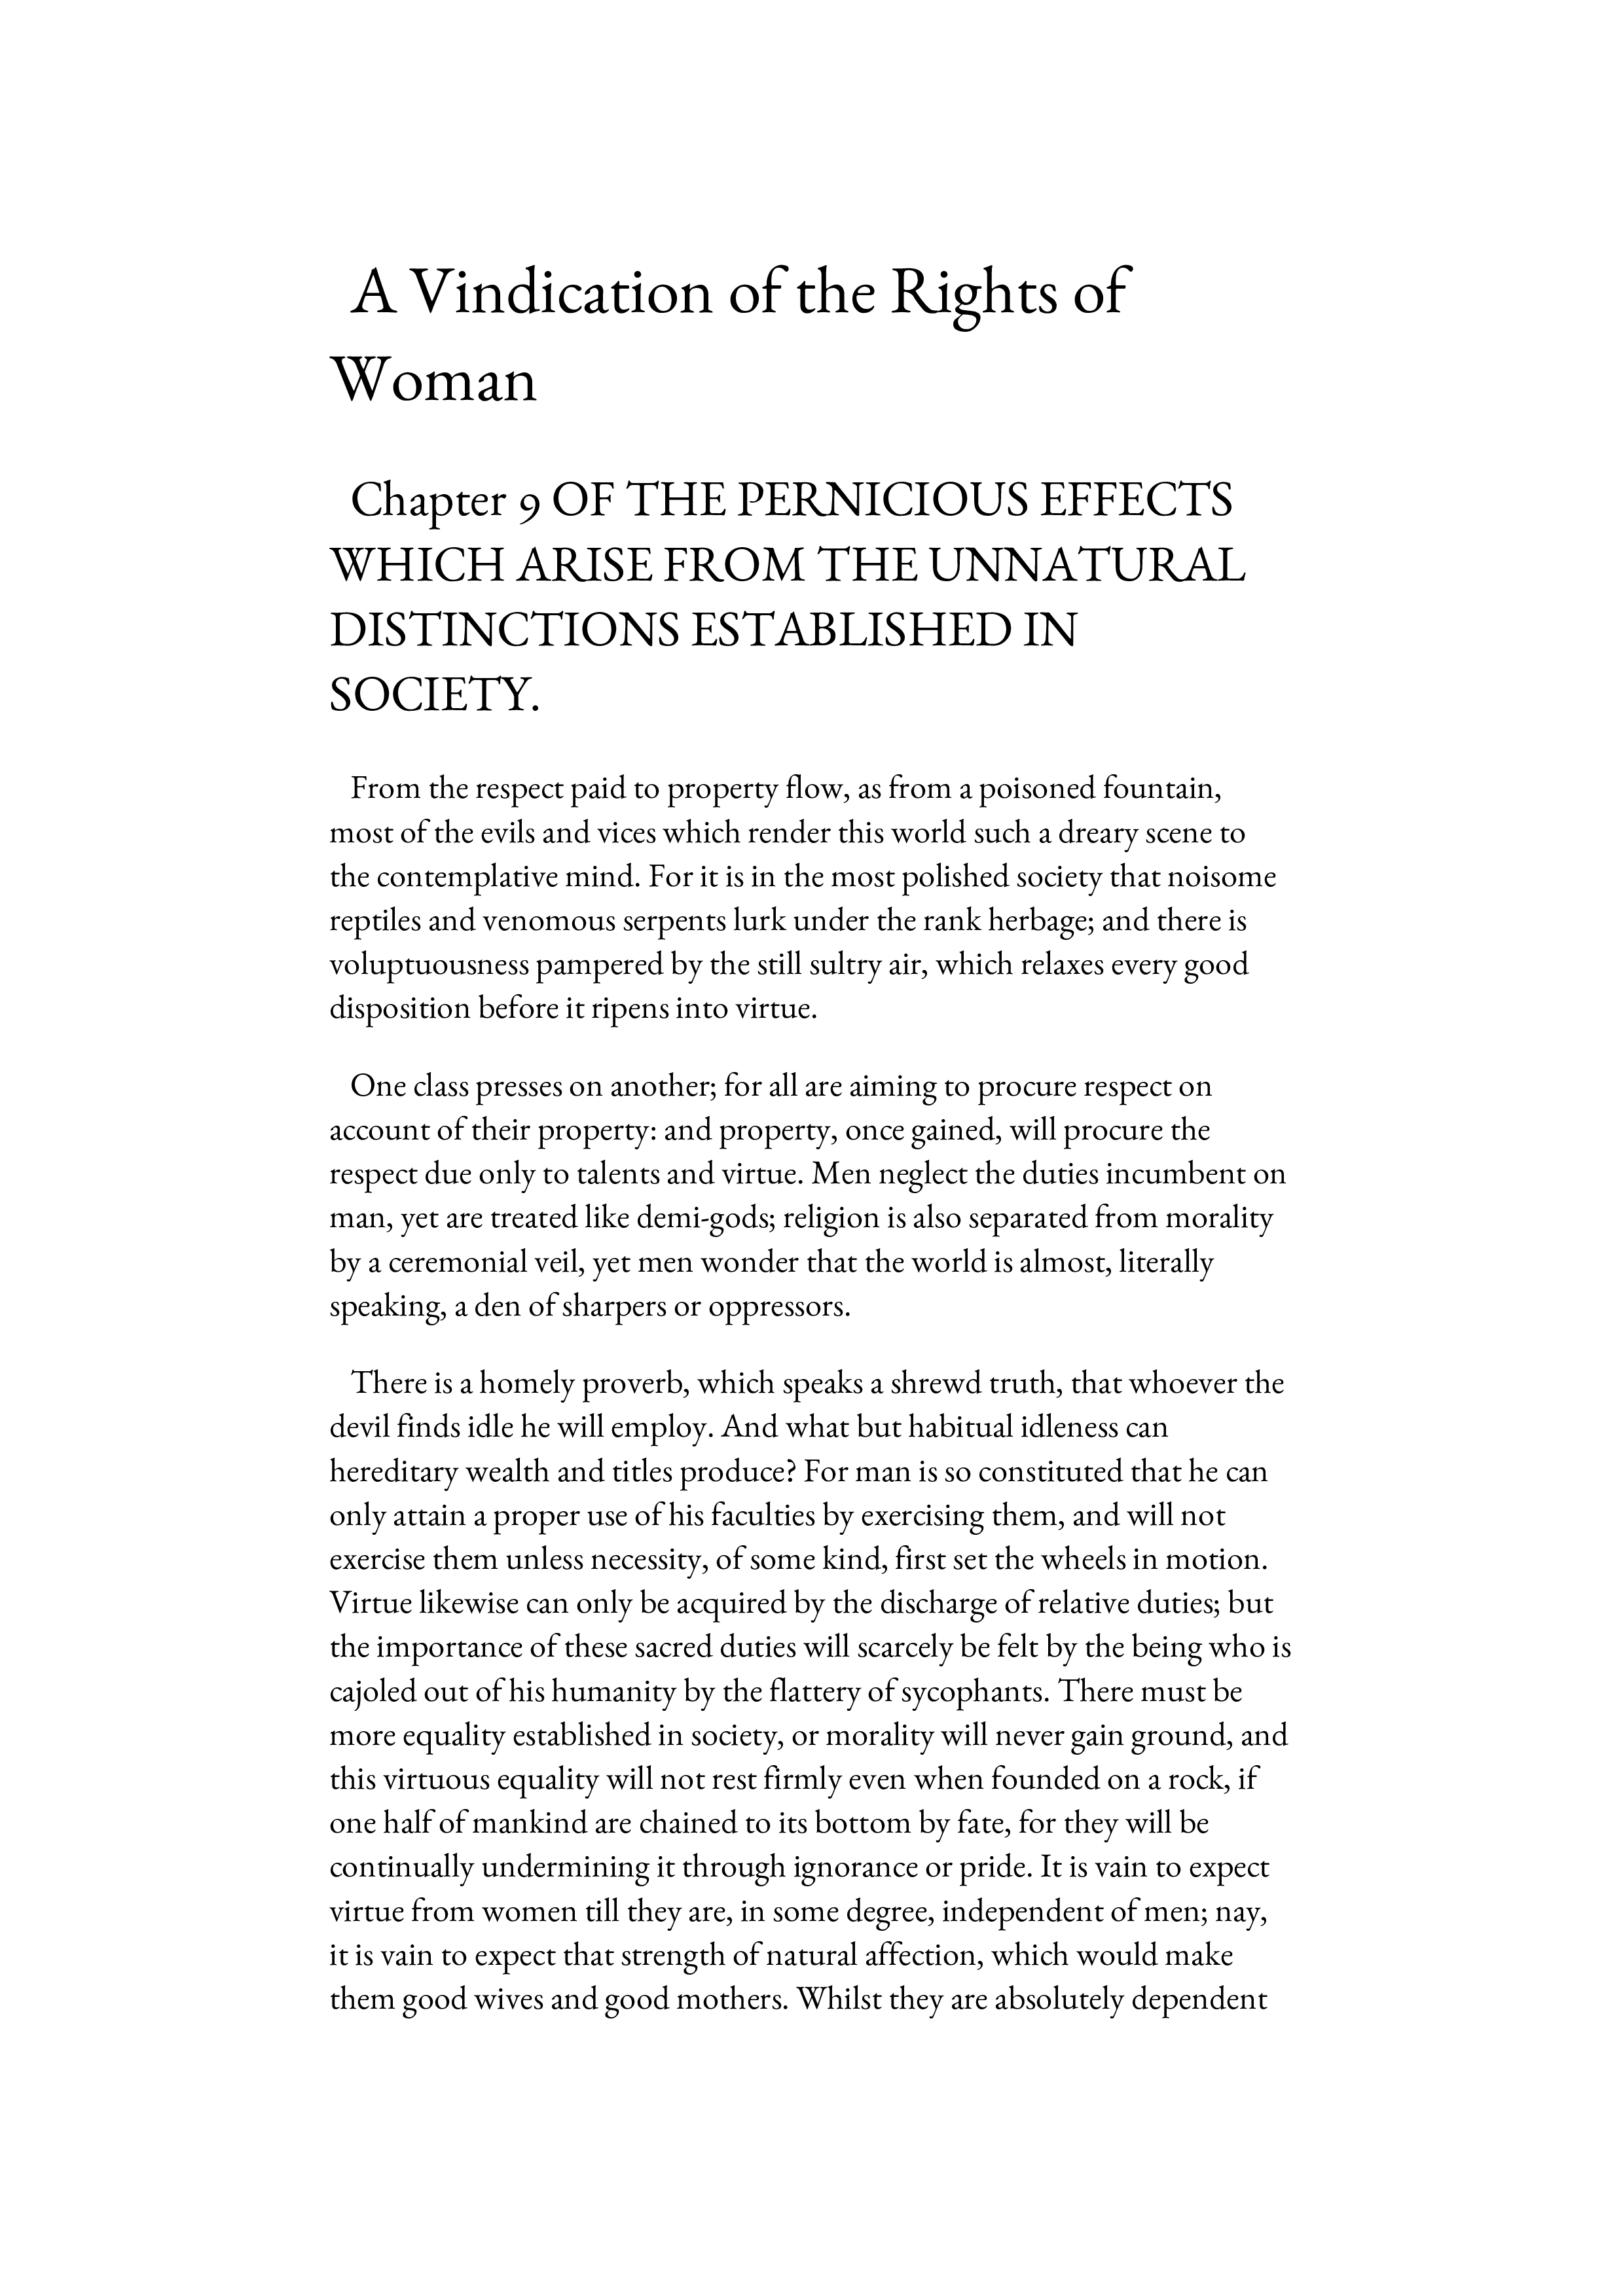 A Vindication of the Rights of
Woman
Chapter 9 OF THE PERNICIOUS EFFECTS
WHICH ARISE FROM THE UNNATURAL
DISTINCTIONS ESTABLISHED IN
SOCIETY.
From the respect paid to property flow, as from a poisoned fountain,
most of the evils and vices which render this world such a dreary scene to
the contemplative mind. For it is in the most polished society that noisome
reptiles and venomous serpents lurk under the rank herbage; and there is
voluptuousness pampered by the still sultry air, which relaxes every good
disposition before it ripens into virtue.
One class presses on another; for all are aiming to procure respect on
account of their property: and property, once gained, will procure the
respect due only to talents and virtue. Men neglect the duties incumbent on
man, yet are treated like demi-gods; religion is also separated from morality
by a ceremonial veil, yet men wonder that the world is almost, literally
speaking, a den of sharpers or oppressors.
There is a homely proverb, which speaks a shrewd truth, that whoever the
devil finds idle he will employ. And what but habitual idleness can
hereditary wealth and titles produce? For man is so constituted that he can
only attain a proper use of his faculties by exercising them, and will not
exercise them unless necessity, of some kind, first set the wheels in motion.
Virtue likewise can only be acquired by the discharge of relative duties; but
the importance of these sacred duties will scarcely be felt by the being who is
cajoled out of his humanity by the flattery of sycophants. There must be
more equality established in society, or morality will never gain ground, and
this virtuous equality will not rest firmly even when founded on a rock, if
one half of mankind are chained to its bottom by fate, for they will be
continually undermining it through ignorance or pride. It is vain to expect
virtue from women till they are, in some degree, independent of men; nay,
it is vain to expect that strength of natural affection, which would make
them good wives and good mothers. Whilst they are absolutely dependent